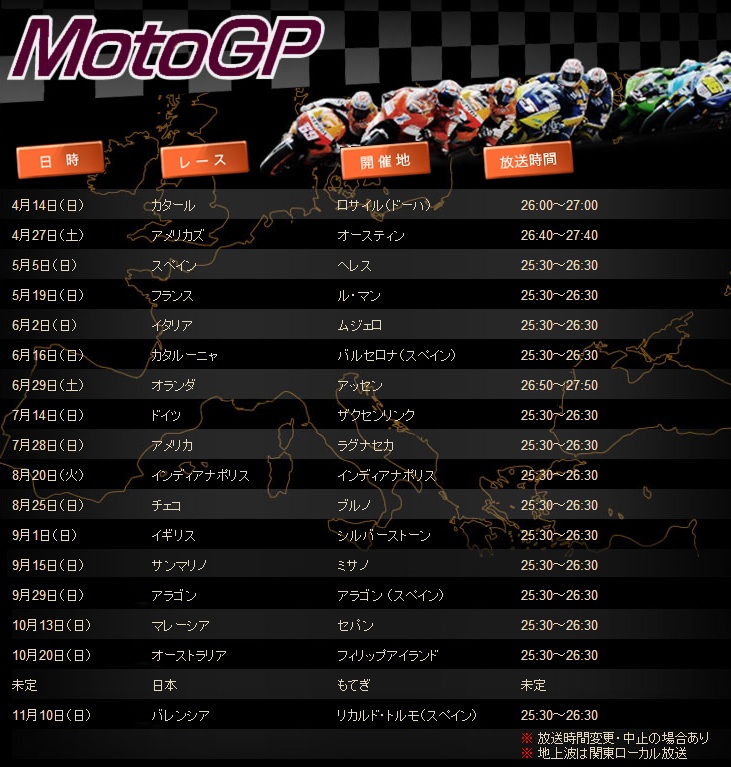 MotoGP
日 時 レース 開催地 放送時間
4月14日(日) カタール ロサイル(ドーハ) 26:00～27:00
4月27日(土) アメリカズ オースティン 26:40～27:40
5月5日(日) スペイン ヘレス 25:30～26:30
5月19日(日) フランス ル・マン 25:30～26:30
6月2日(日) イタリア ムジェロ 25:30～26:30
6月16日(日) カタルーニャ バルセロナ(スペイン) 25:30～26:30
6月29日(土) オランダ アッセン 26:50～27:50
7月14日(日) ドイツ ザクセンリンク 25:30～26:30
7月28日(日) アメリカ ラグナセカ 25:30～26:30
8月20日(火) インディアナポリス インディアナポリス 25:30～26:30
8月25日(日) チェコ ブルノ 25:30～26:30
9月1日(日) イギリス シルバーストーン 25:30～26:30
9月15日(日) サンマリノ ミサノ 25:30～26:30
9月29日(日) アラゴン アラゴン (スペイン) 25:30～26:30
10月13日(日) マレーシア セパン 25:30～26:30
10月20日(日) オーストラリア フィリップアイランド 25:30～26:30
未定 日本 もてぎ 未定
11月10日(日) バレンシア リカルド・トルモ(スペイン) 25:30～26:30
※ 放送時間変更・中止の場合あり
※ 地上波は関東ローカル放送